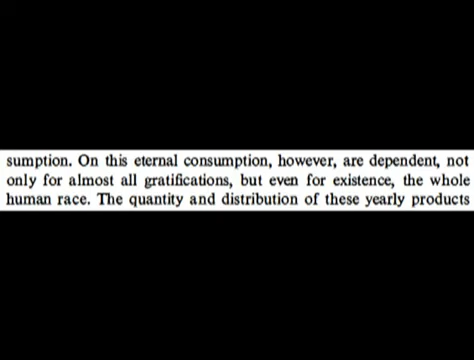 sumption. On this eternal consumption, however, are dependent, not
only for almost all gratifications, but even for existence, the whole
human race. The quantity and distribution of these yearly products